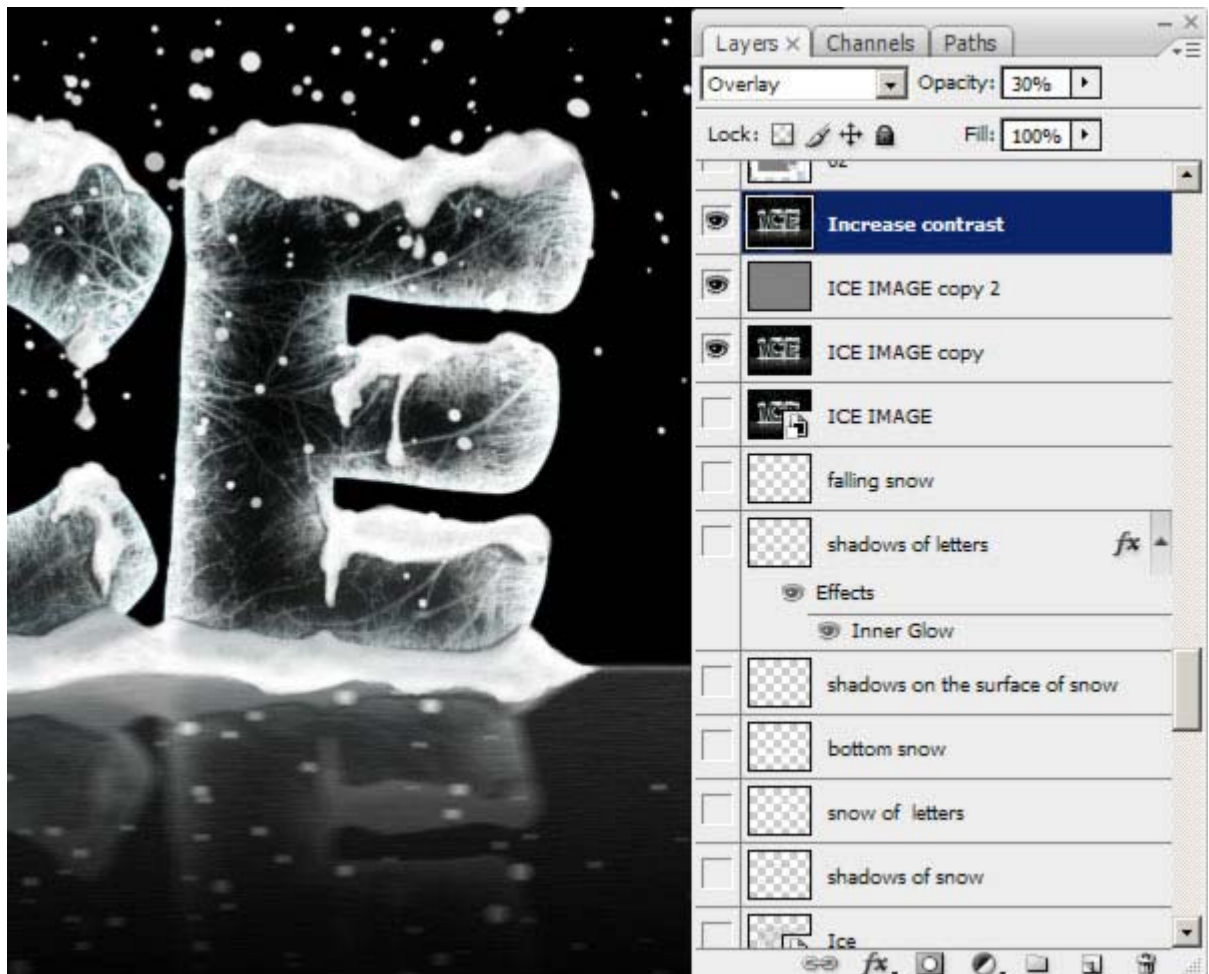 Layers × Channels Paths
Overlay Opacity: 30%
Lock: Fill: 100%
Increase contrast
ICE IMAGE copy 2
ICE IMAGE copy
ICE IMAGE
falling snow
shadows of letters fx
Effects
Inner Glow
shadows on the surface of snow
bottom snow
snow of letters
shadows of snow
Ice
fx.
E